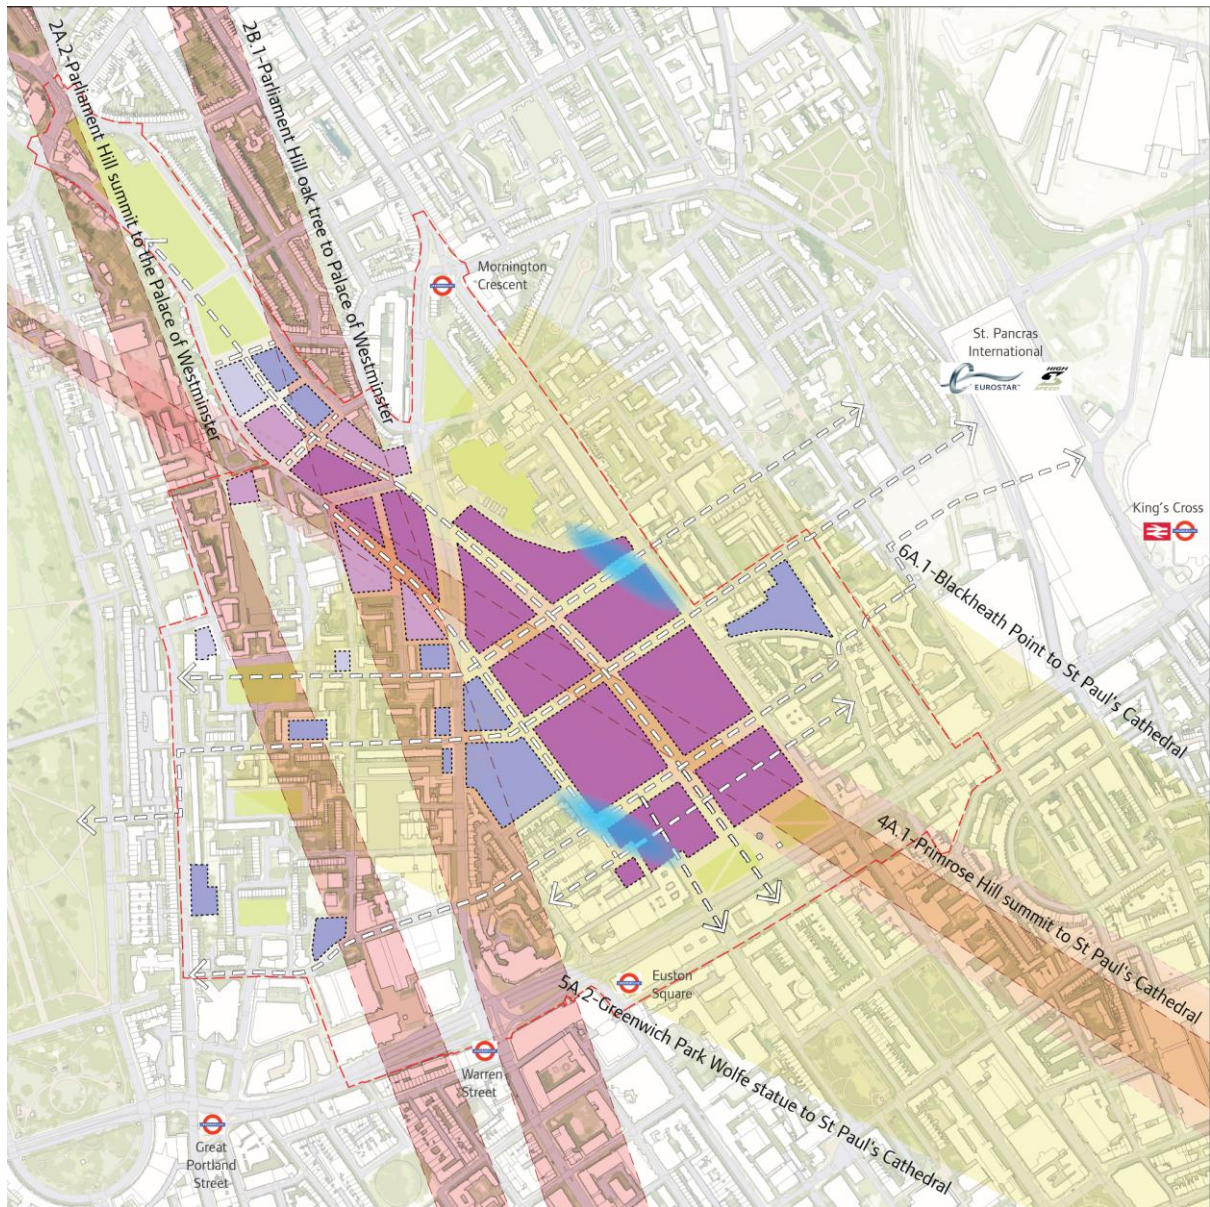 2A.2-Parliament Hill summit to the Palace of Westminster
2B.1-Parliament Hill oak tree to Palace of Westminster
Mornington
Crescent
St. Pancras
International
EUROSTAR™
HIGH
SPEED
King's Cross
6A.1-Blackheath Point to St Paul's Cathedral
4A.1-Primrose Hill summit to St Paul's Cathedral
Euston
Square
5A.2-Greenwich Park Wolfe statue to St Paul's Cathedral
Warren
Street
Great
Portland
Street